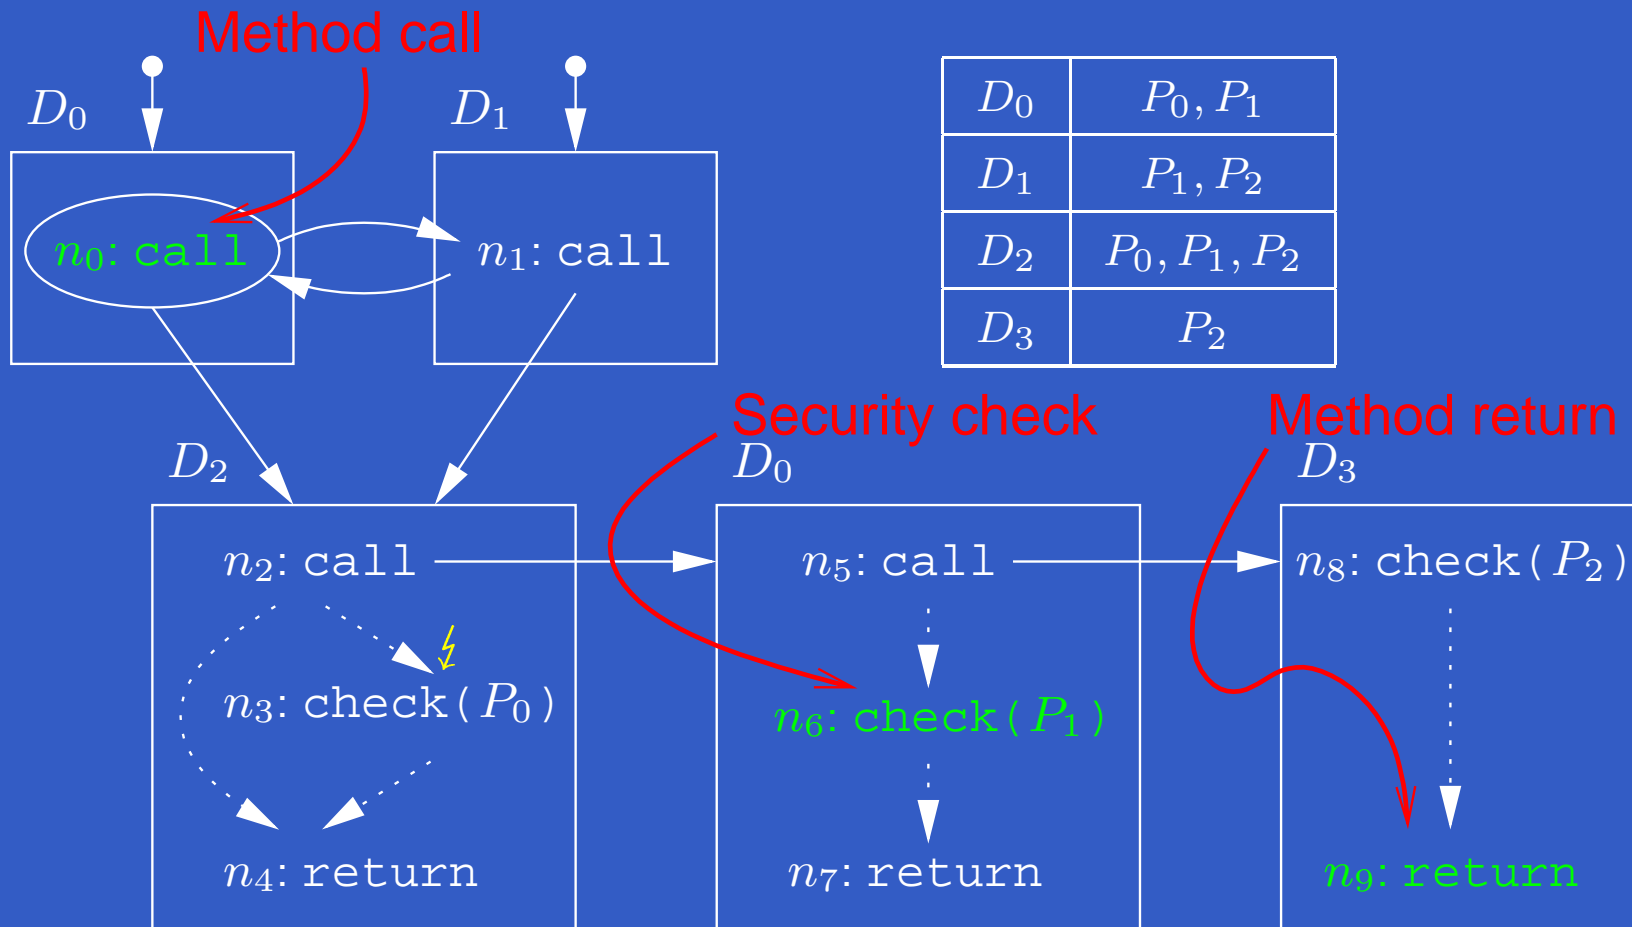 Method call
D₀
D₁
n₀: call
n₁: call
D₀ P₀, P₁
D₁ P₁, P₂
D₂ P₀, P₁, P₂
D₃ P₂
Security check
Method return
D₂
D₀
D₃
n₂: call
n₅: call
n₈: check(P₂)
n₃: check(P₀)
n₆: check(P₁)
n₄: return
n₇: return
n₉: return